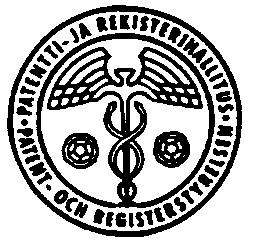 PATENTTI- JA REKISTERIHALLITUS
PATENT- OCH REGISTERSTYRELSEN